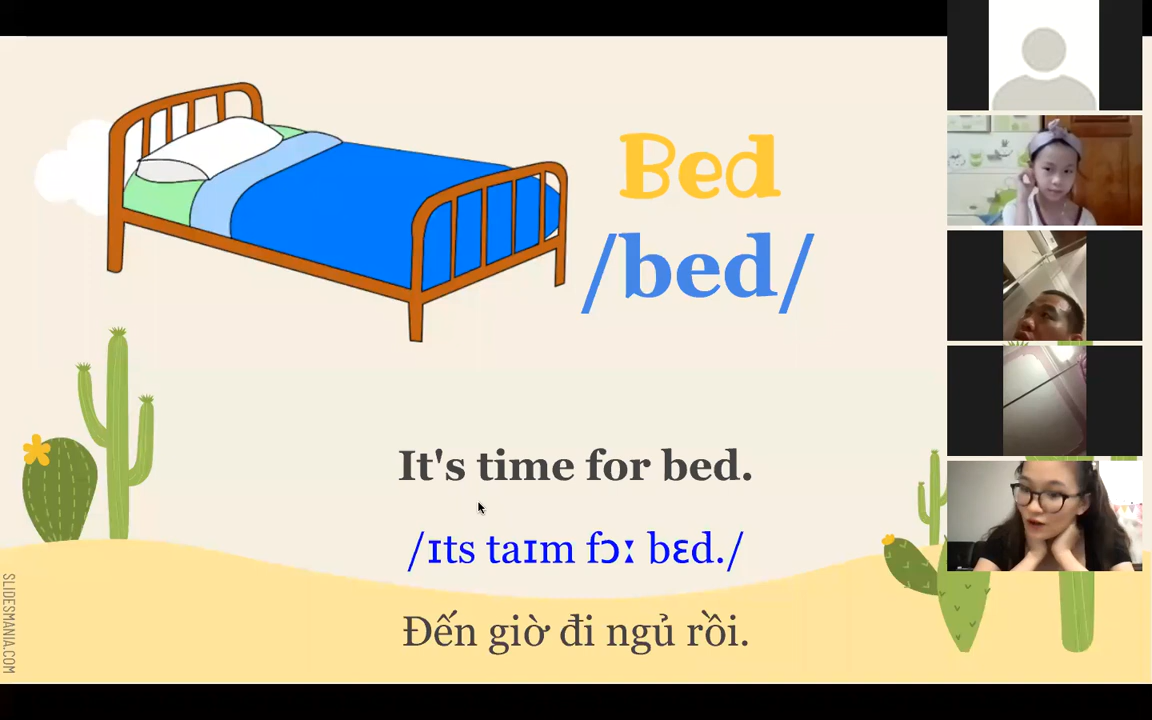 Bed
/bed/
It's time for bed.
/ɪts taɪm fɔː bɛd./
Đến giờ đi ngủ rồi.
SLIDESMANIA.COM